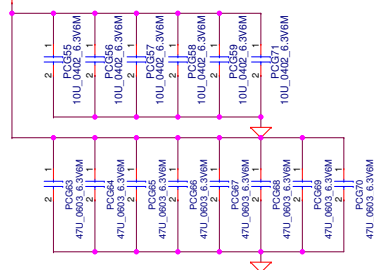 1 2 PCG55 10U_0402_6.3V6M
1 2 PCG56 10U_0402_6.3V6M
1 2 PCG57 10U_0402_6.3V6M
1 2 PCG58 10U_0402_6.3V6M
1 2 PCG59 10U_0402_6.3V6M
1 2 PCG71 10U_0402_6.3V6M
1 2 PCG63 47U_0603_6.3V6M
1 2 PCG64 47U_0603_6.3V6M
1 2 PCG65 47U_0603_6.3V6M
1 2 PCG66 47U_0603_6.3V6M
1 2 PCG67 47U_0603_6.3V6M
1 2 PCG68 47U_0603_6.3V6M
1 2 PCG69 47U_0603_6.3V6M
1 2 PCG70 47U_0603_6.3V6M